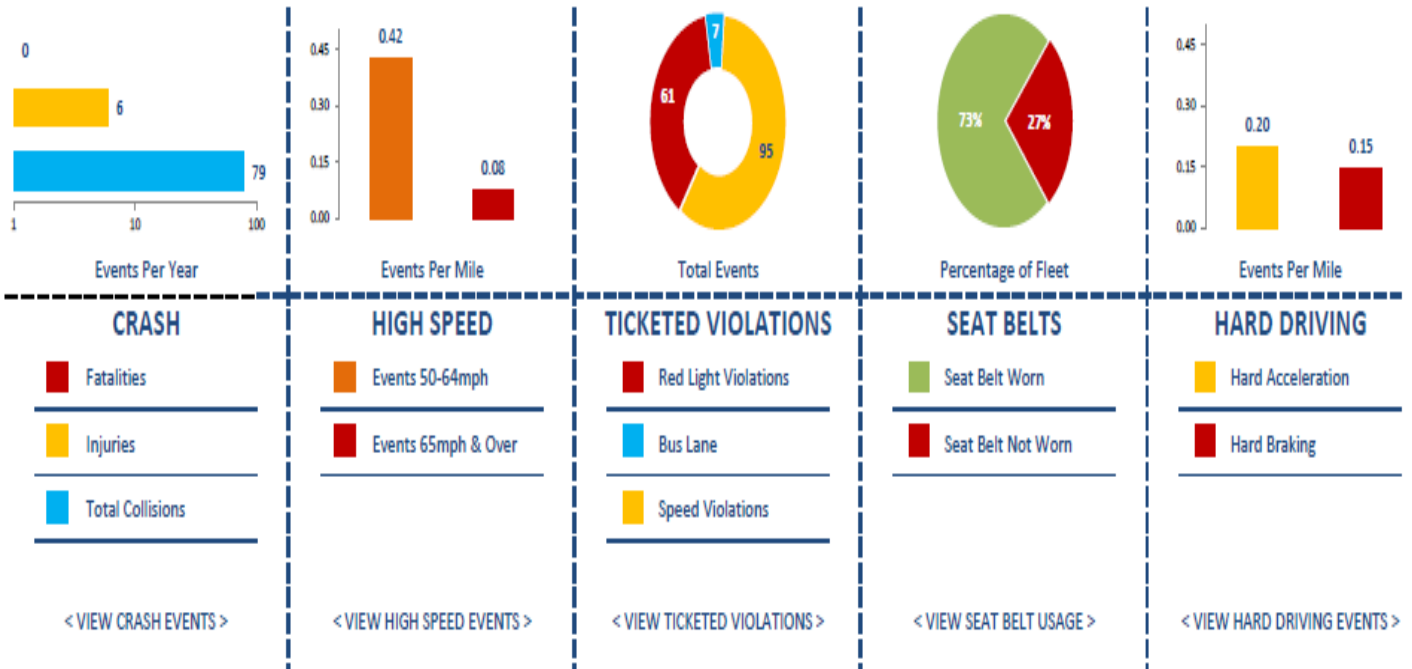 0
6
79
1 10 100
Events Per Year
0.45
0.30
0.15
0.00
0.42
0.08
Events Per Mile
7
61
95
Total Events
73%
27%
Percentage of Fleet
0.45
0.30
0.15
0.00
0.20
0.15
Events Per Mile
CRASH
Fatalities
Injuries
Total Collisions
< VIEW CRASH EVENTS >
HIGH SPEED
Events 50-64mph
Events 65mph & Over
< VIEW HIGH SPEED EVENTS >
TICKETED VIOLATIONS
Red Light Violations
Bus Lane
Speed Violations
< VIEW TICKETED VIOLATIONS >
SEAT BELTS
Seat Belt Worn
Seat Belt Not Worn
< VIEW SEAT BELT USAGE >
HARD DRIVING
Hard Acceleration
Hard Braking
< VIEW HARD DRIVING EVENTS >